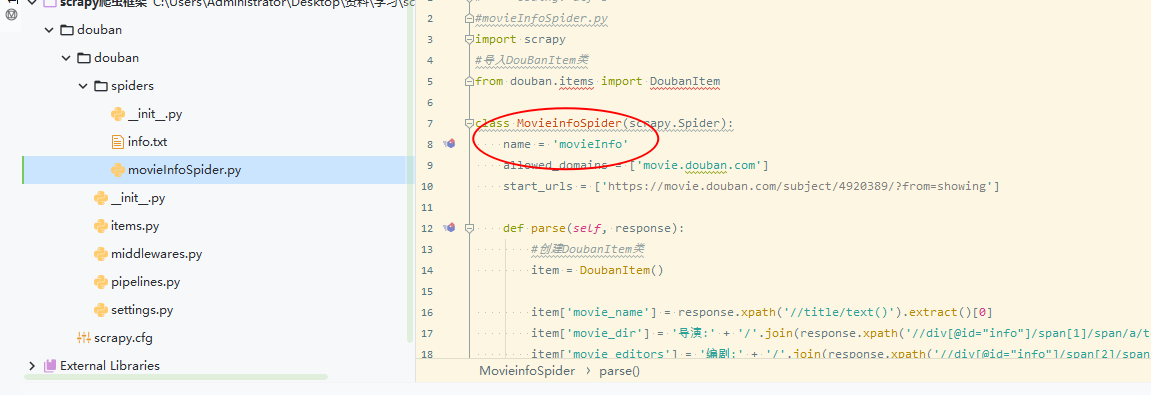 scrapy爬虫框架 C:\Users\Administrator\Desktop\资料\学习\sc
douban
douban
spiders
__init__.py
info.txt
movieInfoSpider.py
__init__.py
items.py
middlewares.py
pipelines.py
settings.py
scrapy.cfg
External Libraries
2 #movieInfoSpider.py
3 import scrapy
4 #导入DouBanItem类
5 from douban.items import DoubanItem
6
7 class MovieinfoSpider(scrapy.Spider):
8 name = 'movieInfo'
9 allowed_domains = ['movie.douban.com']
10 start_urls = ['https://movie.douban.com/subject/4920389/?from=showing']
11
12 def parse(self, response):
13 #创建DoubanItem类
14 item = DoubanItem()
15
16 item['movie_name'] = response.xpath('//title/text()').extract()[0]
17 item['movie_dir'] = '导演:' + '/'.join(response.xpath('//div[@id="info"]/span[1]/span/a/t
18 item['movie_editors'] = '编剧:' + '/'.join(response.xpath('//div[@id="info"]/span[2]/span
MovieinfoSpider > parse()